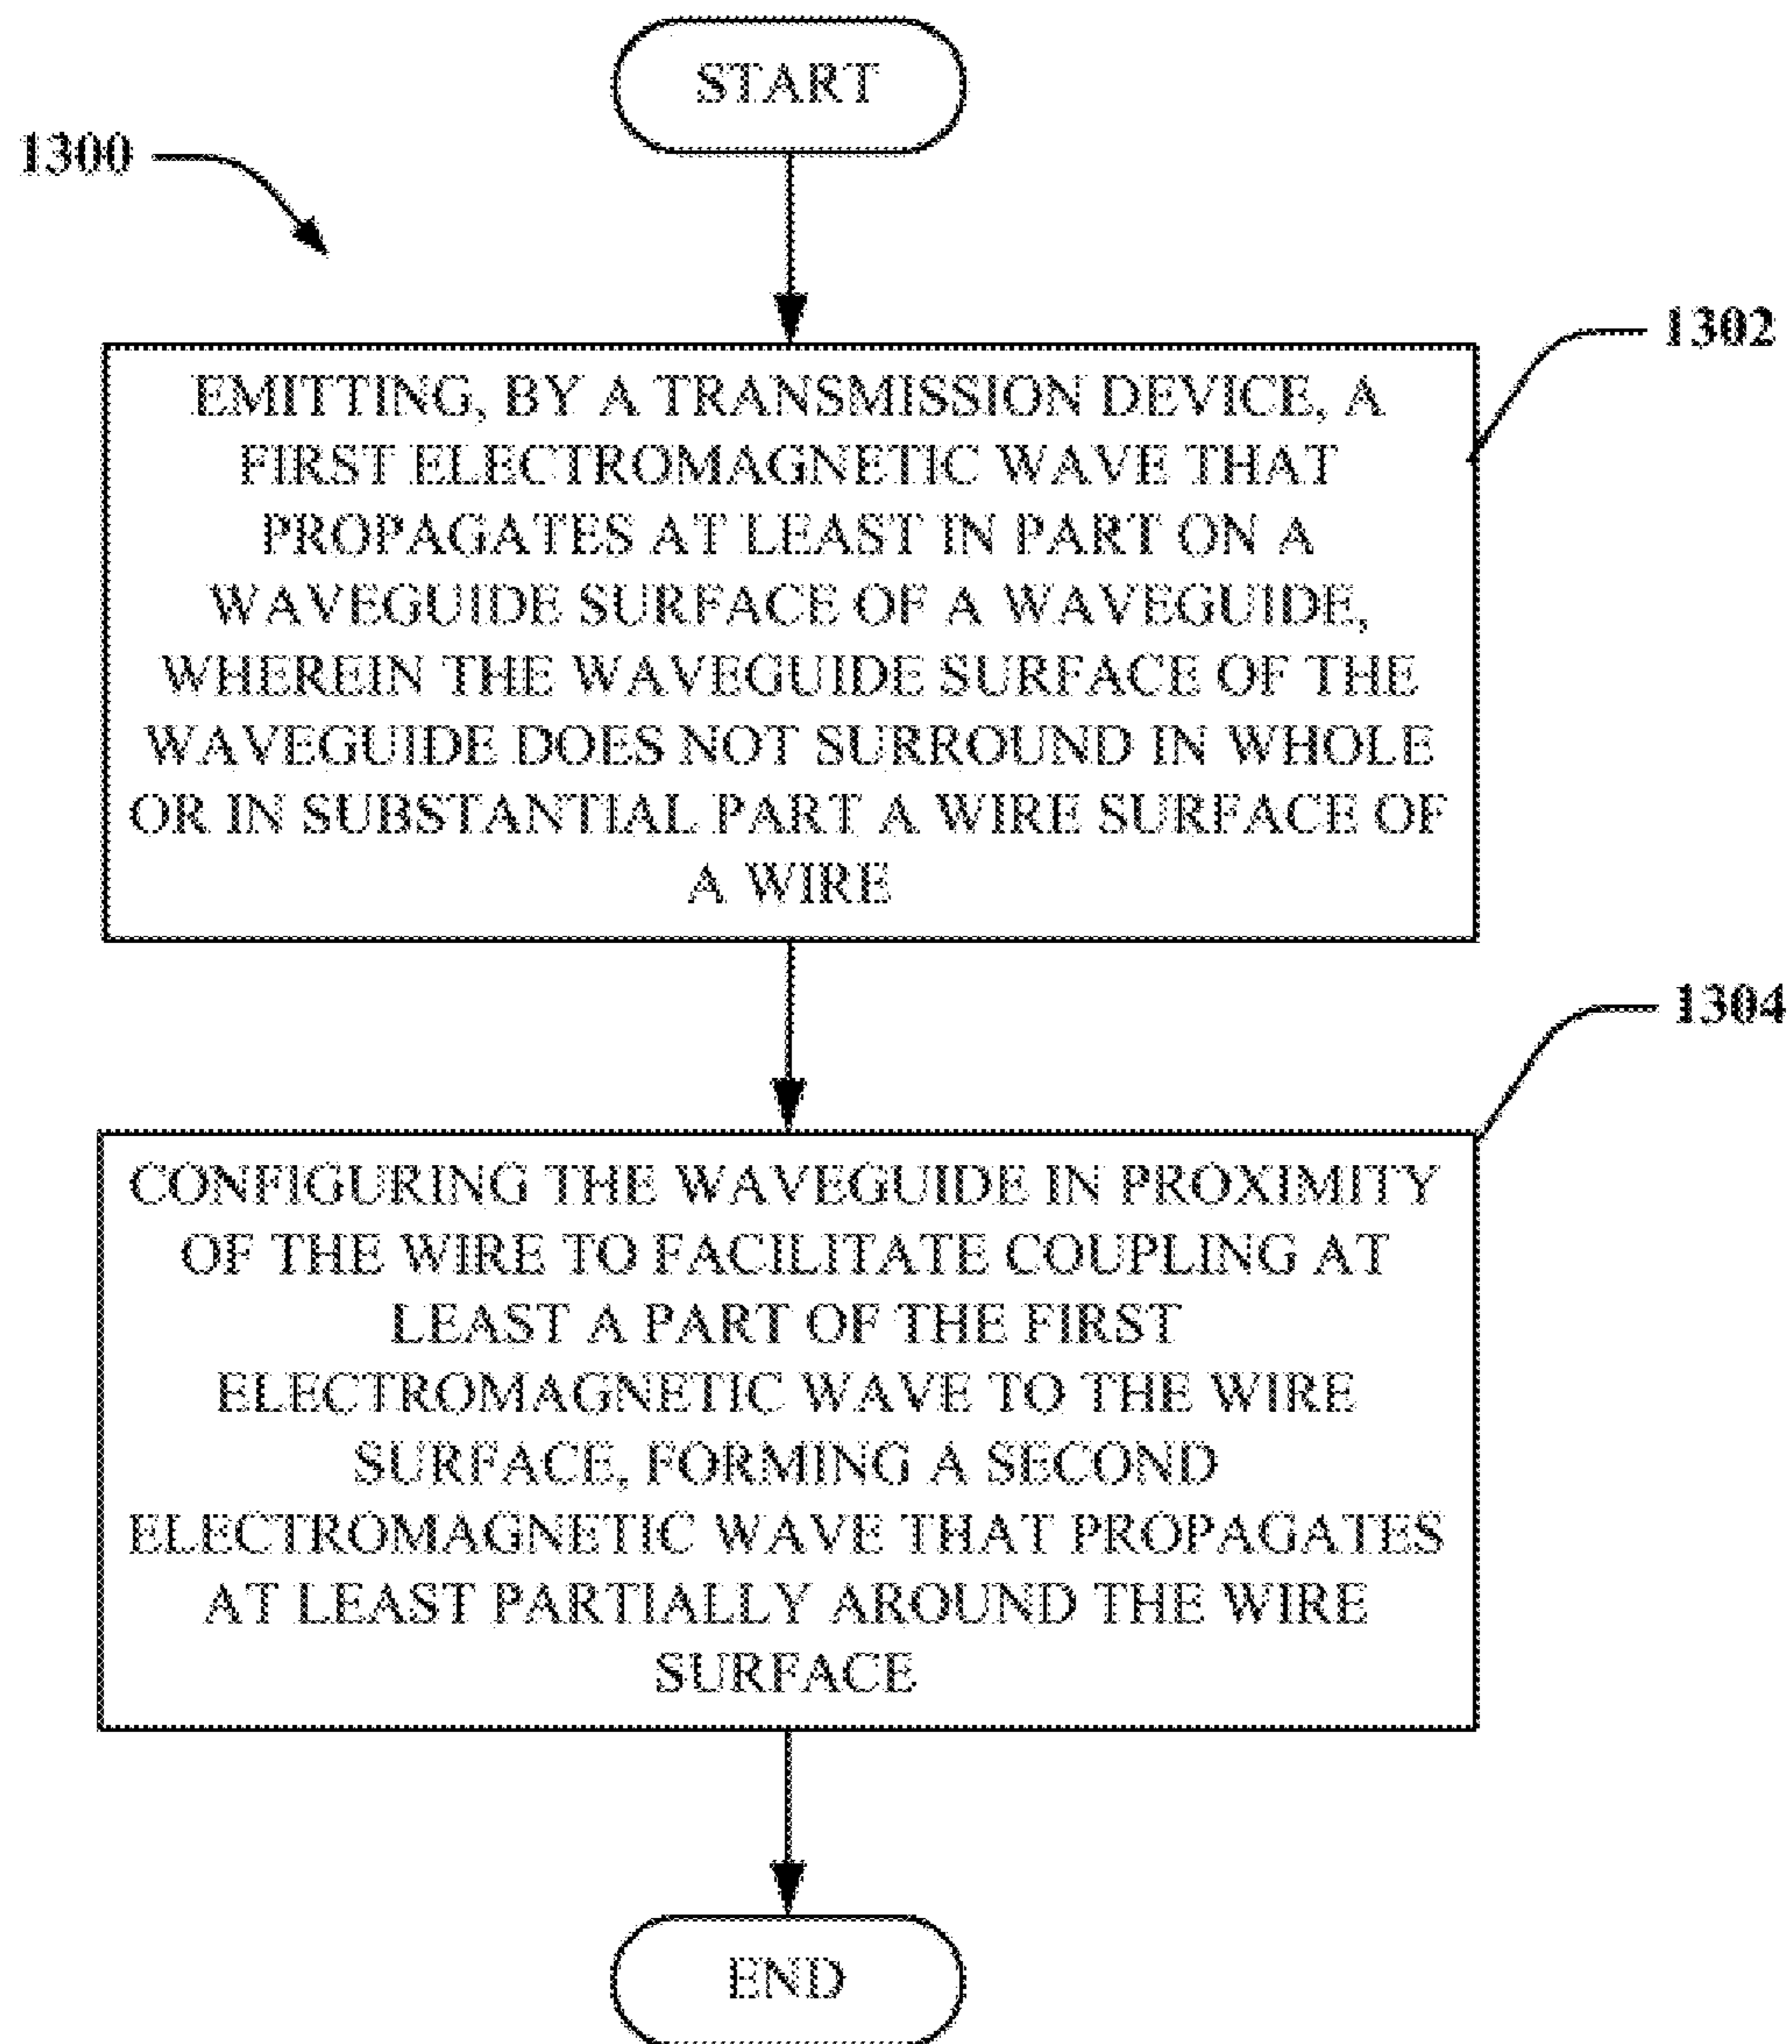 START
1300
1302
EMITTING, BY A TRANSMISSION DEVICE, A
FIRST ELECTROMAGNETIC WAVE THAT
PROPAGATES AT LEAST IN PART ON A
WAVEGUIDE SURFACE OF A WAVEGUIDE,
WHEREIN THE WAVEGUIDE SURFACE OF THE
WAVEGUIDE DOES NOT SURROUND IN WHOLE
OR IN SUBSTANTIAL PART A WIRE SURFACE OF
A WIRE
1304
CONFIGURING THE WAVEGUIDE IN PROXIMITY
OF THE WIRE TO FACILITATE COUPLING AT
LEAST A PART OF THE FIRST
ELECTROMAGNETIC WAVE TO THE WIRE
SURFACE, FORMING A SECOND
ELECTROMAGNETIC WAVE THAT PROPAGATES
AT LEAST PARTIALLY AROUND THE WIRE
SURFACE
END